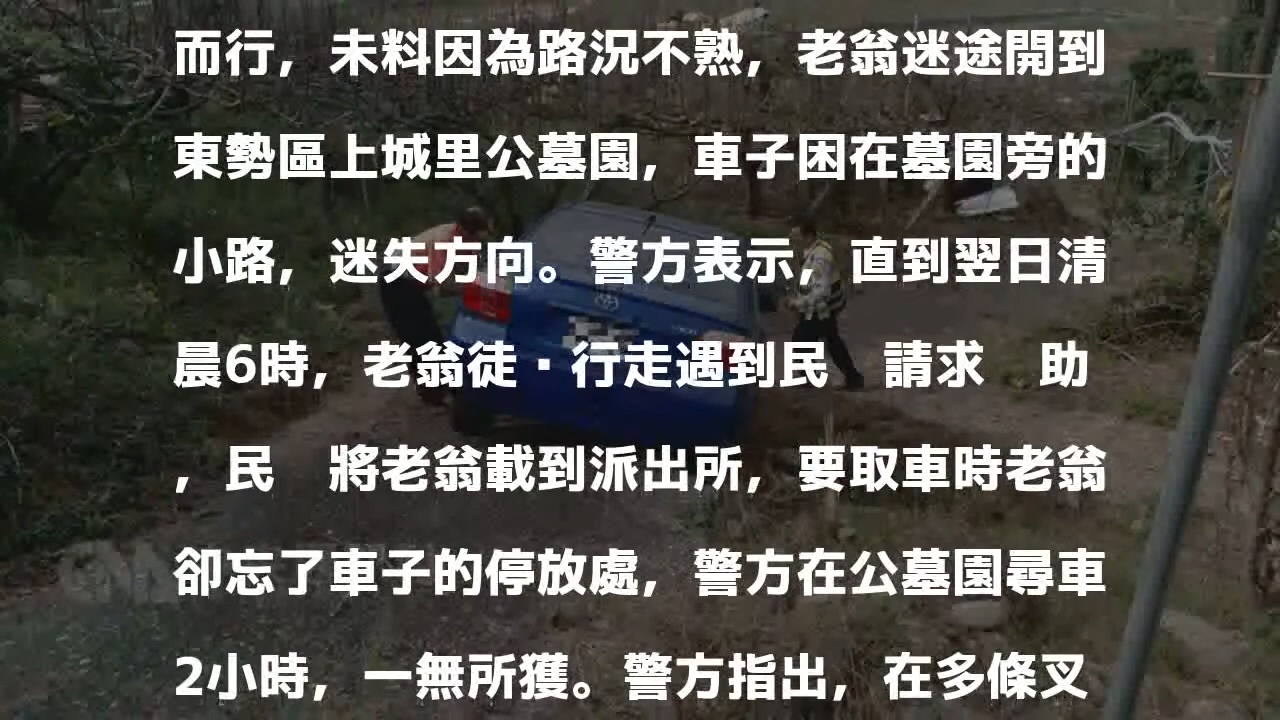 而行，未料因為路況不熟，老翁迷途開到
東勢區上城里公墓園，車子困在墓園旁的
小路，迷失方向。警方表示，直到翌日清
晨6時，老翁徒·行走遇到民　請求　助
，民　將老翁載到派出所，要取車時老翁
卻忘了車子的停放處，警方在公墓園尋車
2小時，一無所獲。警方指出，在多條叉